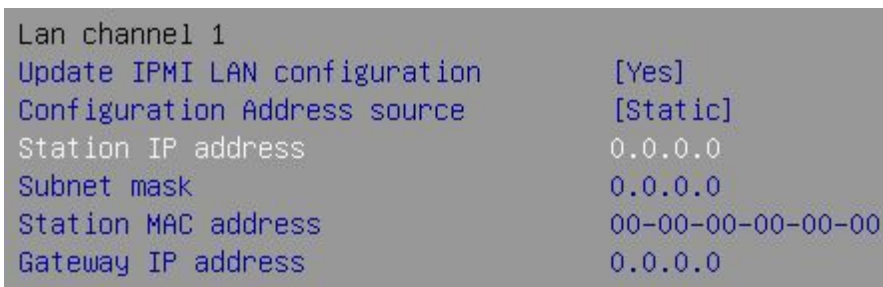 Lan channel 1
Update IPMI LAN configuration [Yes]
Configuration Address source [Static]
Station IP address 0.0.0.0
Subnet mask 0.0.0.0
Station MAC address 00-00-00-00-00-00
Gateway IP address 0.0.0.0